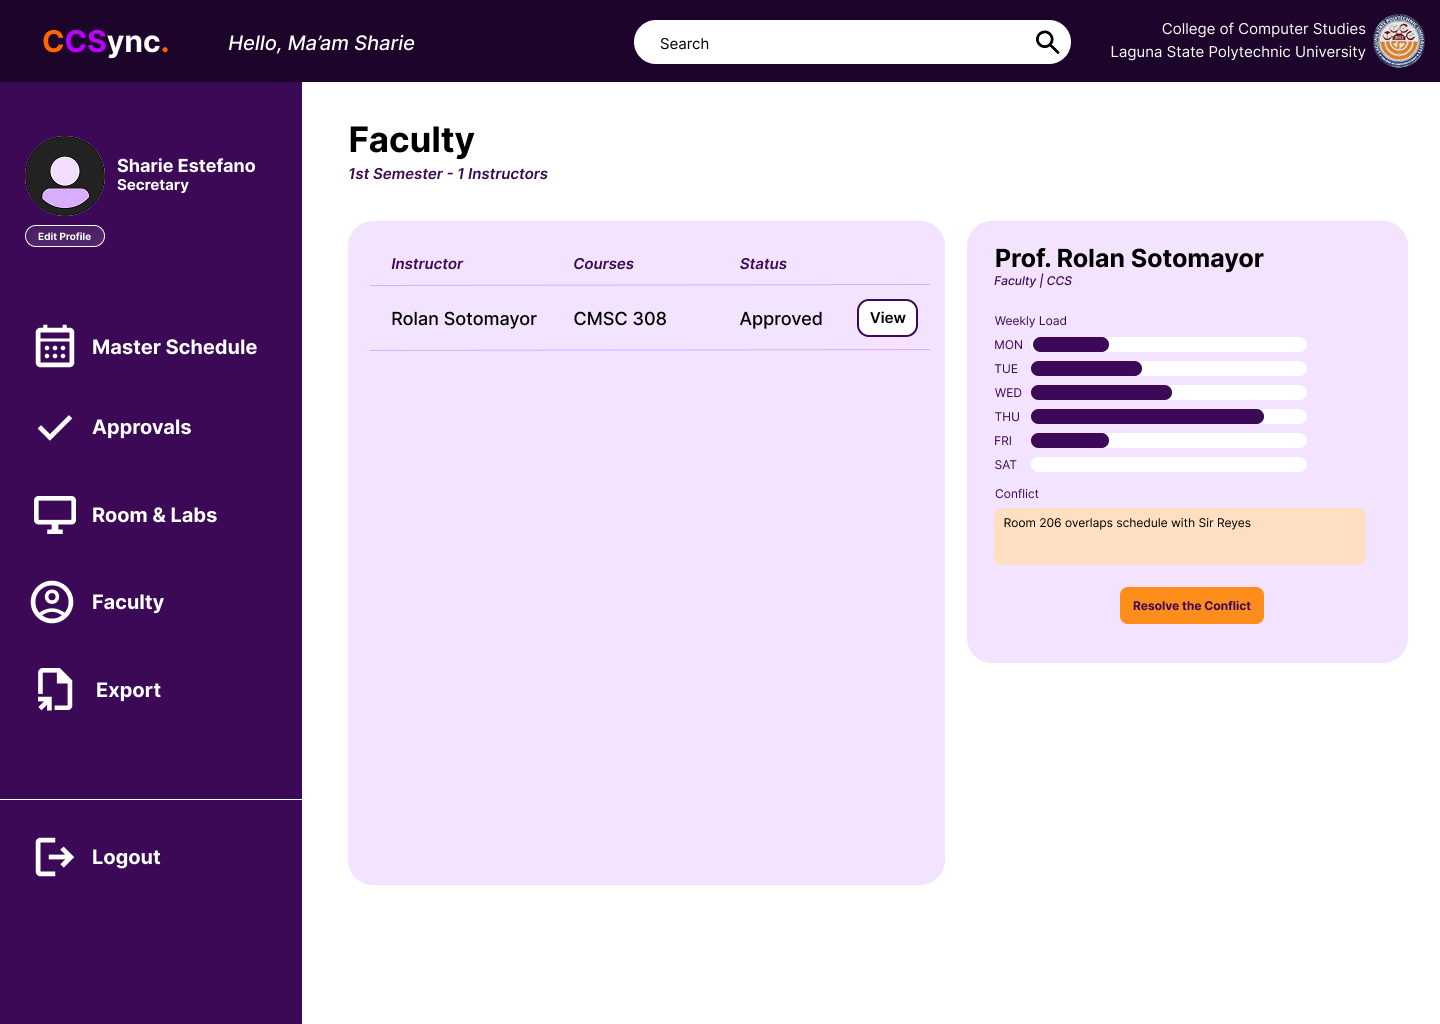 CCSync.
Hello, Ma’am Sharie
Search
College of Computer Studies
Laguna State Polytechnic University
Sharie Estefano
Secretary
Edit Profile
Master Schedule
Approvals
Room & Labs
Faculty
Export
Logout
Faculty
1st Semester - 1 Instructors
Instructor Courses Status
Rolan Sotomayor CMSC 308 Approved View
Prof. Rolan Sotomayor
Faculty | CCS
Weekly Load
MON
TUE
WED
THU
FRI
SAT
Conflict
Room 206 overlaps schedule with Sir Reyes
Resolve the Conflict